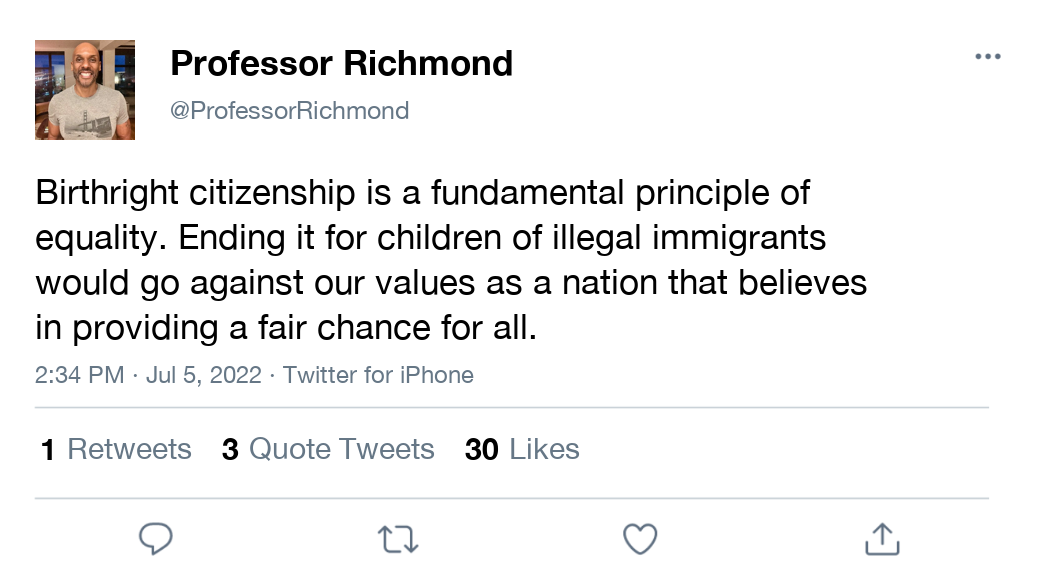 Professor Richmond
@ProfessorRichmond
Birthright citizenship is a fundamental principle of
equality. Ending it for children of illegal immigrants
would go against our values as a nation that believes
in providing a fair chance for all.
2:34 PM · Jul 5, 2022 · Twitter for iPhone
1 Retweets 3 Quote Tweets 30 Likes